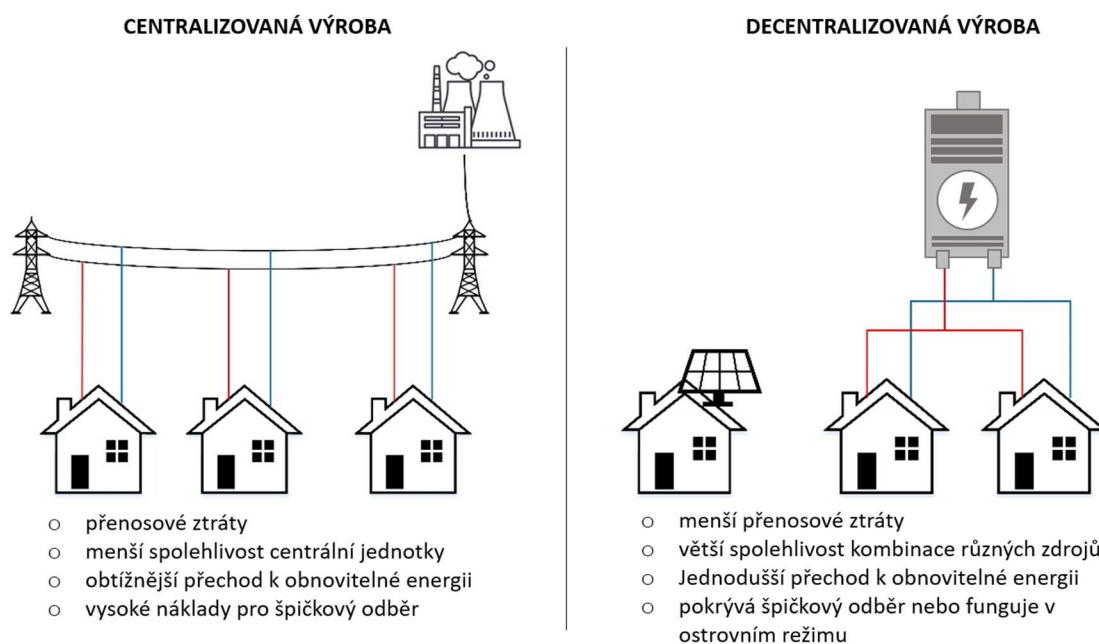 CENTRALIZOVANÁ VÝROBA
přenosové ztráty
menší spolehlivost centrální jednotky
obtížnější přechod k obnovitelné energii
vysoké náklady pro špičkový odběr
DECENTRALIZOVANÁ VÝROBA
menší přenosové ztráty
větší spolehlivost kombinace různých zdrojů
Jednodušší přechod k obnovitelné energii
pokrývá špičkový odběr nebo funguje v
ostrovním režimu